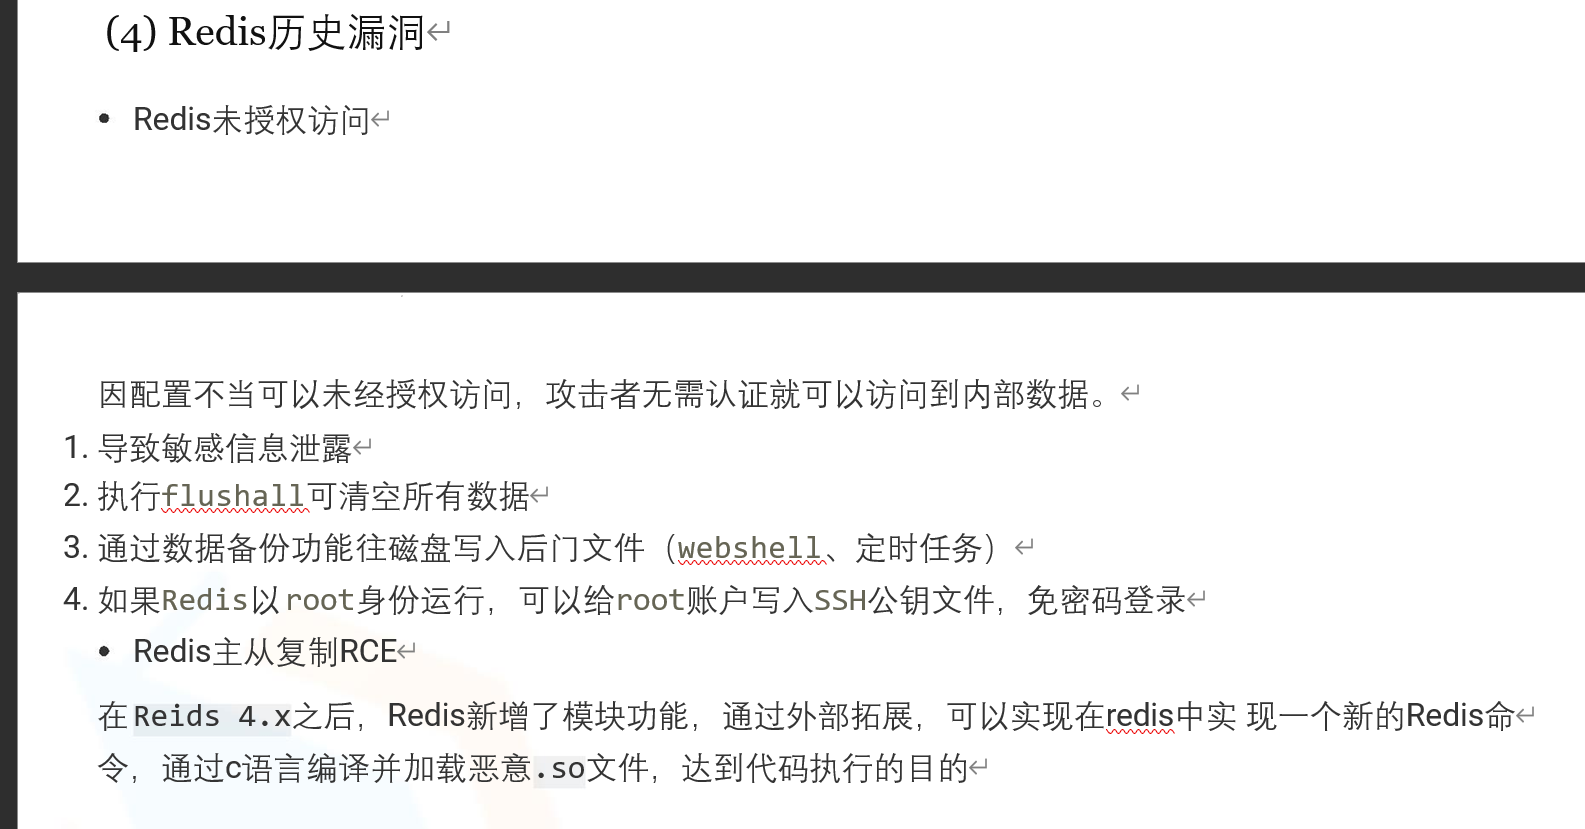 (4) Redis历史漏洞↵
• Redis未授权访问↵
因配置不当可以未经授权访问，攻击者无需认证就可以访问到内部数据。↵
1. 导致敏感信息泄露↵
2. 执行flushall可清空所有数据↵
3. 通过数据备份功能往磁盘写入后门文件（webshell、定时任务）↵
4. 如果Redis以root身份运行，可以给root账户写入SSH公钥文件，免密码登录↵
• Redis主从复制RCE↵
在Reids 4.x之后，Redis新增了模块功能，通过外部拓展，可以实现在redis中实 现一个新的Redis命↵
令，通过c语言编译并加载恶意.so文件，达到代码执行的目的↵